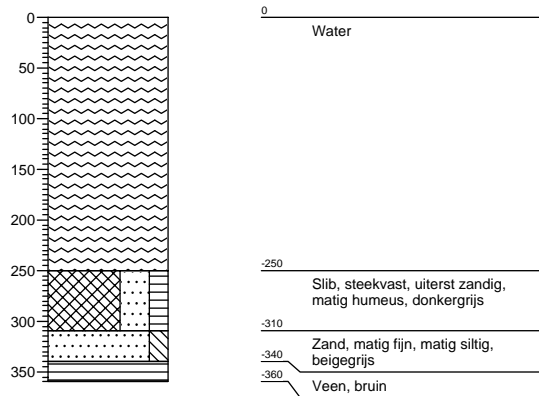 0
50
100
150
200
250
300
350
0
Water
-250
Slib, steekvast, uiterst zandig,
matig humeus, donkergrijs
-310
Zand, matig fijn, matig siltig,
beigegrijs
-340
-360
Veen, bruin